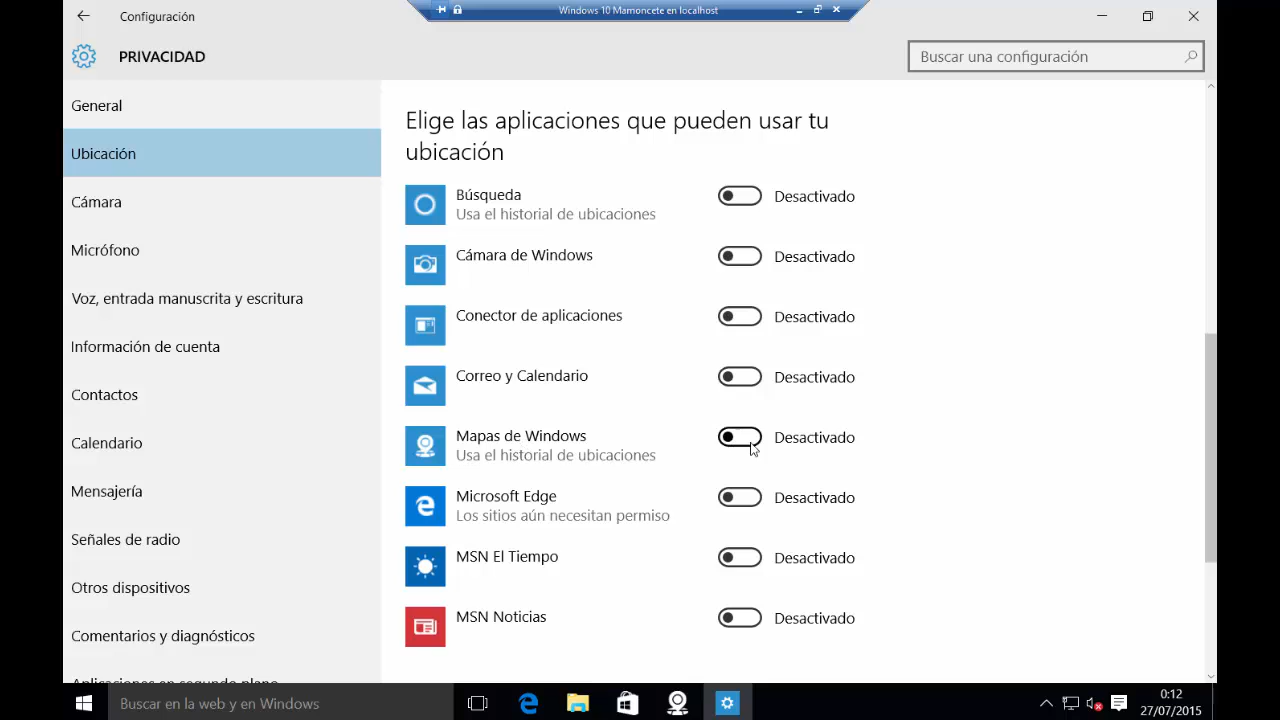 Windows 10 Mamoncete en localhost
Configuración
PRIVACIDAD
Buscar una configuración
General
Ubicación
Cámara
Micrófono
Voz, entrada manuscrita y escritura
Información de cuenta
Contactos
Calendario
Mensajería
Señales de radio
Otros dispositivos
Comentarios y diagnósticos
Aplicaciones en segundo plano
Elige las aplicaciones que pueden usar tu
ubicación
Búsqueda
Usa el historial de ubicaciones
Desactivado
Cámara de Windows
Desactivado
Conector de aplicaciones
Desactivado
Correo y Calendario
Desactivado
Mapas de Windows
Usa el historial de ubicaciones
Desactivado
Microsoft Edge
Los sitios aún necesitan permiso
Desactivado
MSN El Tiempo
Desactivado
MSN Noticias
Desactivado
Buscar en la web y en Windows
0:12
27/07/2015